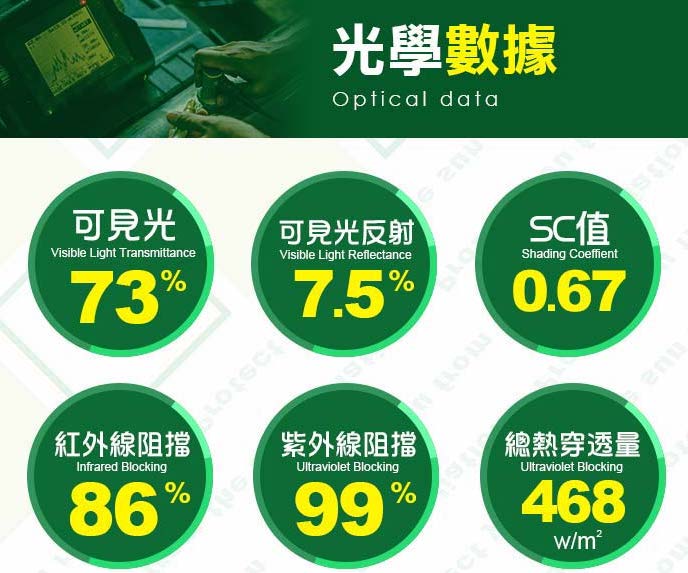 光學數據
Optical data
可見光
Visible Light Transmittance
73%
可見光反射
Visible Light Reflectance
7.5%
SC值
Shading Coeffient
0.67
紅外線阻擋
Infrared Blocking
86%
紫外線阻擋
Ultraviolet Blocking
99%
總熱穿透量
Ultraviolet Blocking
468
w/m²